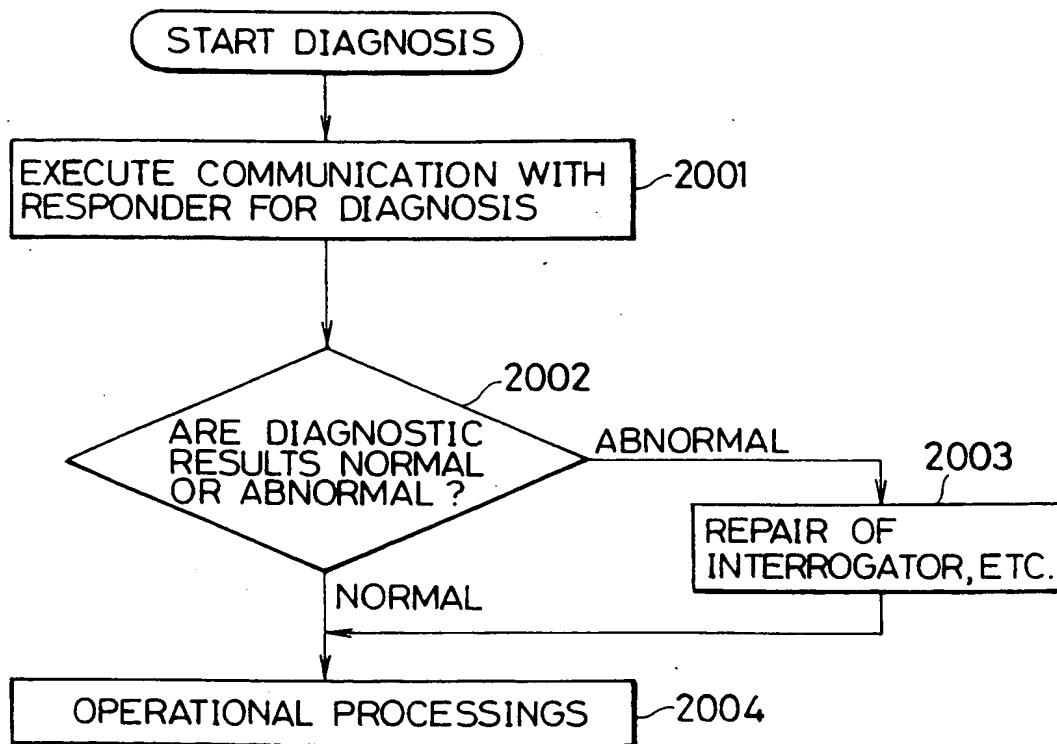 START DIAGNOSIS
EXECUTE COMMUNICATION WITH
RESPONDER FOR DIAGNOSIS
2001
2002
ARE DIAGNOSTIC
RESULTS NORMAL
OR ABNORMAL ?
ABNORMAL
2003
REPAIR OF
INTERROGATOR, ETC.
NORMAL
OPERATIONAL PROCESSINGS
2004